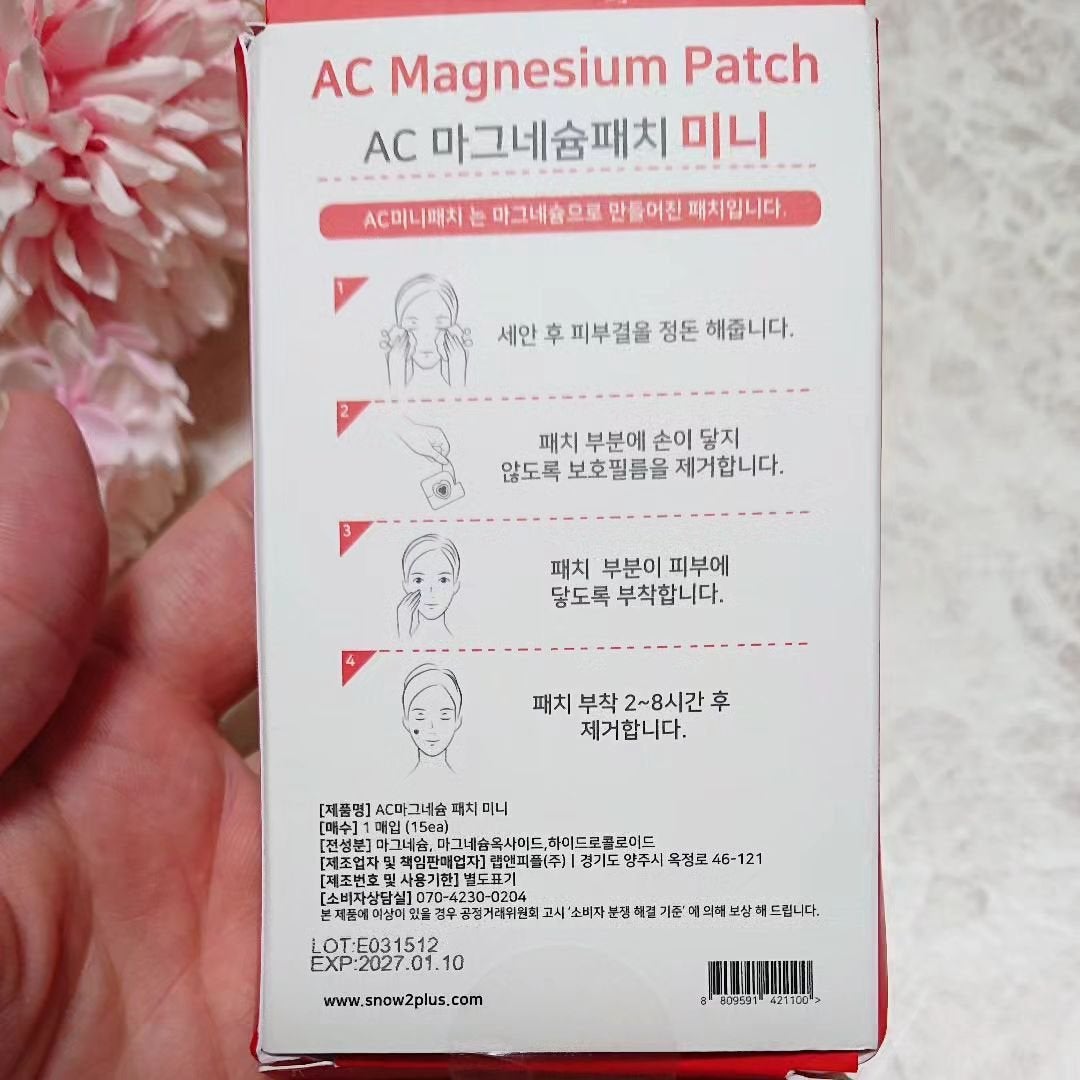 AC Magnesium Patch
AC 마그네슘패치 미니
AC미니패치 는 마그네슘으로 만들어진 패치입니다.
1
세안 후 피부결을 정돈 해줍니다.
2
패치 부분에 손이 닿지
않도록 보호필름을 제거합니다.
3
패치 부분이 피부에
닿도록 부착합니다.
4
패치 부착 2~8시간 후
제거합니다.
[제품명] AC마그네슘 패치 미니
[매수] 1 매입 (15ea)
[전성분] 마그네슘, 마그네슘옥사이드,하이드로콜로이드
[제조업자 및 책임판매업자] 랩앤피플(주) | 경기도 양주시 옥정로 46-121
[제조번호 및 사용기한] 별도표기
[소비자상담실] 070-4230-0204
본 제품에 이상이 있을 경우 공정거래위원회 고시 '소비자 분쟁 해결 기준' 에 의해 보상 해 드립니다.
LOT:E031512
EXP:2027.01.10
www.snow2plus.com
8 809591 421100 >